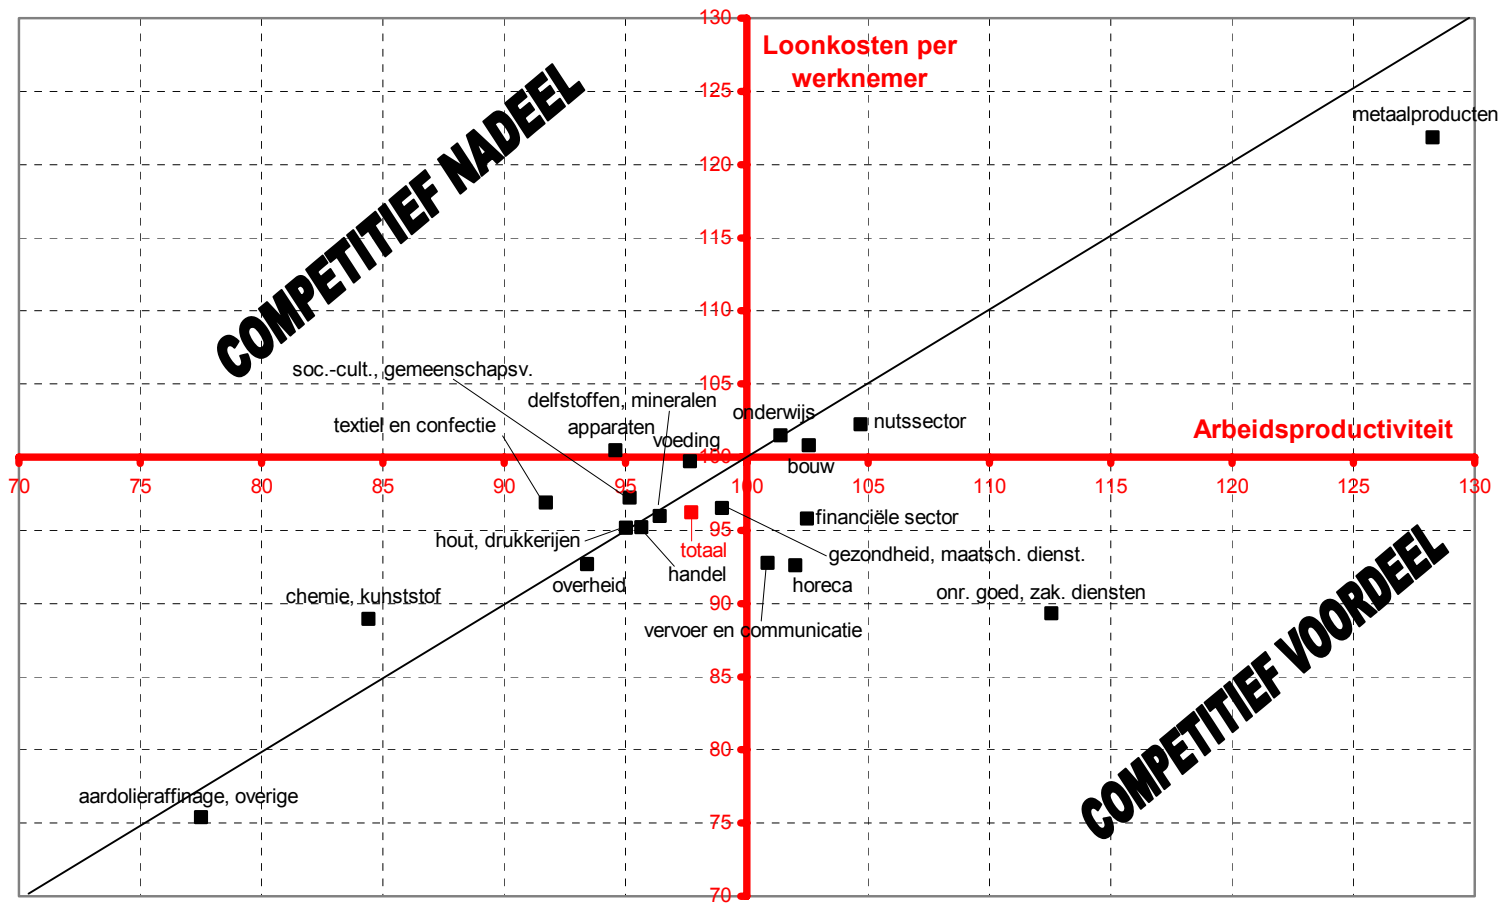 130
Loonkosten per
werknemer
125
metaalproducten
120
COMPETITIEF NADEEL
115
110
soc.-cult., gemeenschapsv.
105
delfstoffen, mineralen
onderwijs
textiel en confectie
apparaten
nutssector
Arbeidsproductiviteit
voeding
100
bouw
70 75 80 85 90 95 100 105 110 115 120 125 130
financiële sector
95
hout, drukkerijen
totaal
gezondheid, maatsch. dienst.
handel
overheid
horeca
chemie, kunststof
onr. goed, zak. diensten
90
vervoer en communicatie
COMPETITIEF VOORDEEL
85
80
aardolieraffinage, overige
75
70